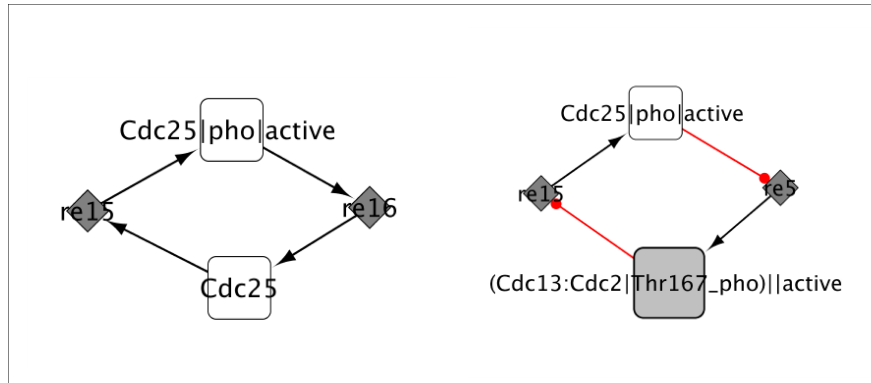 Cdc25|pho|active
re15
re16
Cdc25
Cdc25|pho|active
re15
re5
(Cdc13:Cdc2|Thr167_pho)||active